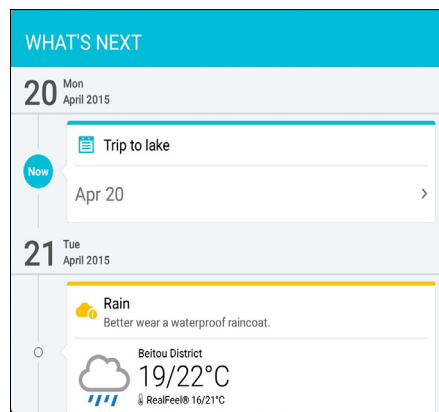 WHAT'S NEXT
20 Mon
April 2015
Trip to lake
Now
Apr 20
21 Tue
April 2015
Rain
Better wear a waterproof raincoat.
Beitou District
19/22°C
RealFeel® 16/21°C